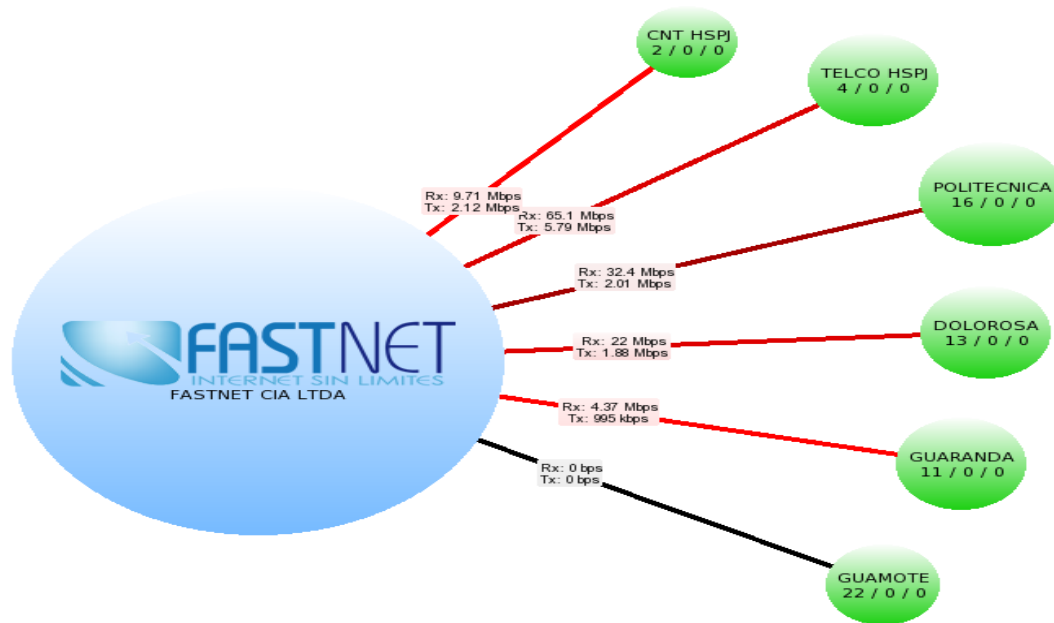 CNT HSPJ
2 / 0 / 0
TELCO HSPJ
4 / 0 / 0
POLITECNICA
16 / 0 / 0
Rx: 9.71 Mbps
Tx: 2.12 Mbps
Rx: 65.1 Mbps
Tx: 5.79 Mbps
Rx: 32.4 Mbps
Tx: 2.01 Mbps
DOLOROSA
13 / 0 / 0
Rx: 22 Mbps
Tx: 1.88 Mbps
FASTNET
INTERNET SIN LIMITES
FASTNET CIA LTDA
Rx: 4.37 Mbps
Tx: 995 kbps
GUARANDA
11 / 0 / 0
Rx: 0 bps
Tx: 0 bps
GUAMOTE
22 / 0 / 0